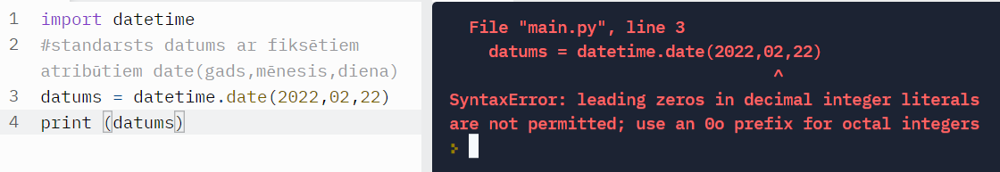 1 import datetime
2 #standarsts datums ar fiksētiem
atribūtiem date(gads,mēnesis,diena)
3 datums = datetime.date(2022,02,22)
4 print (datums)
File "main.py", line 3
datums = datetime.date(2022,02,22)
^
SyntaxError: leading zeros in decimal integer literals
are not permitted; use an 0o prefix for octal integers